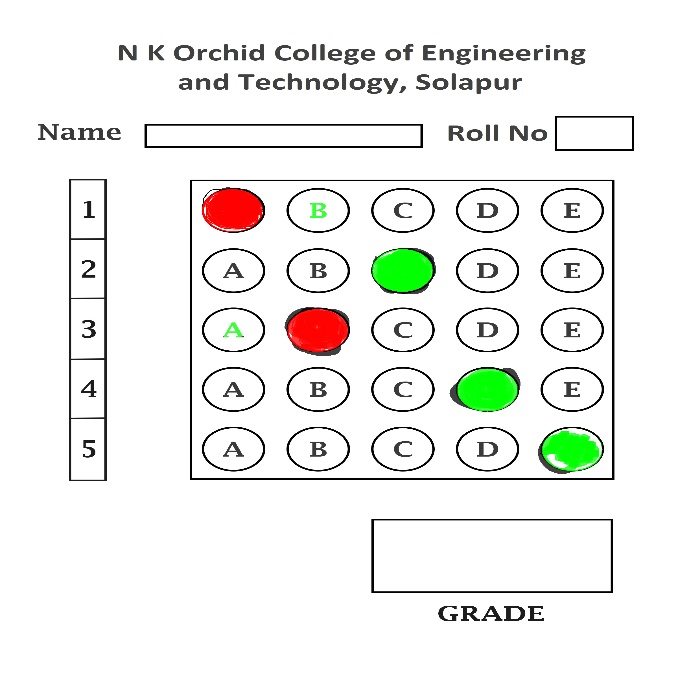 N K Orchid College of Engineering
and Technology, Solapur
Name Roll No
1 B C D E
2 A B D E
3 A C D E
4 A B C E
5 A B C D
GRADE